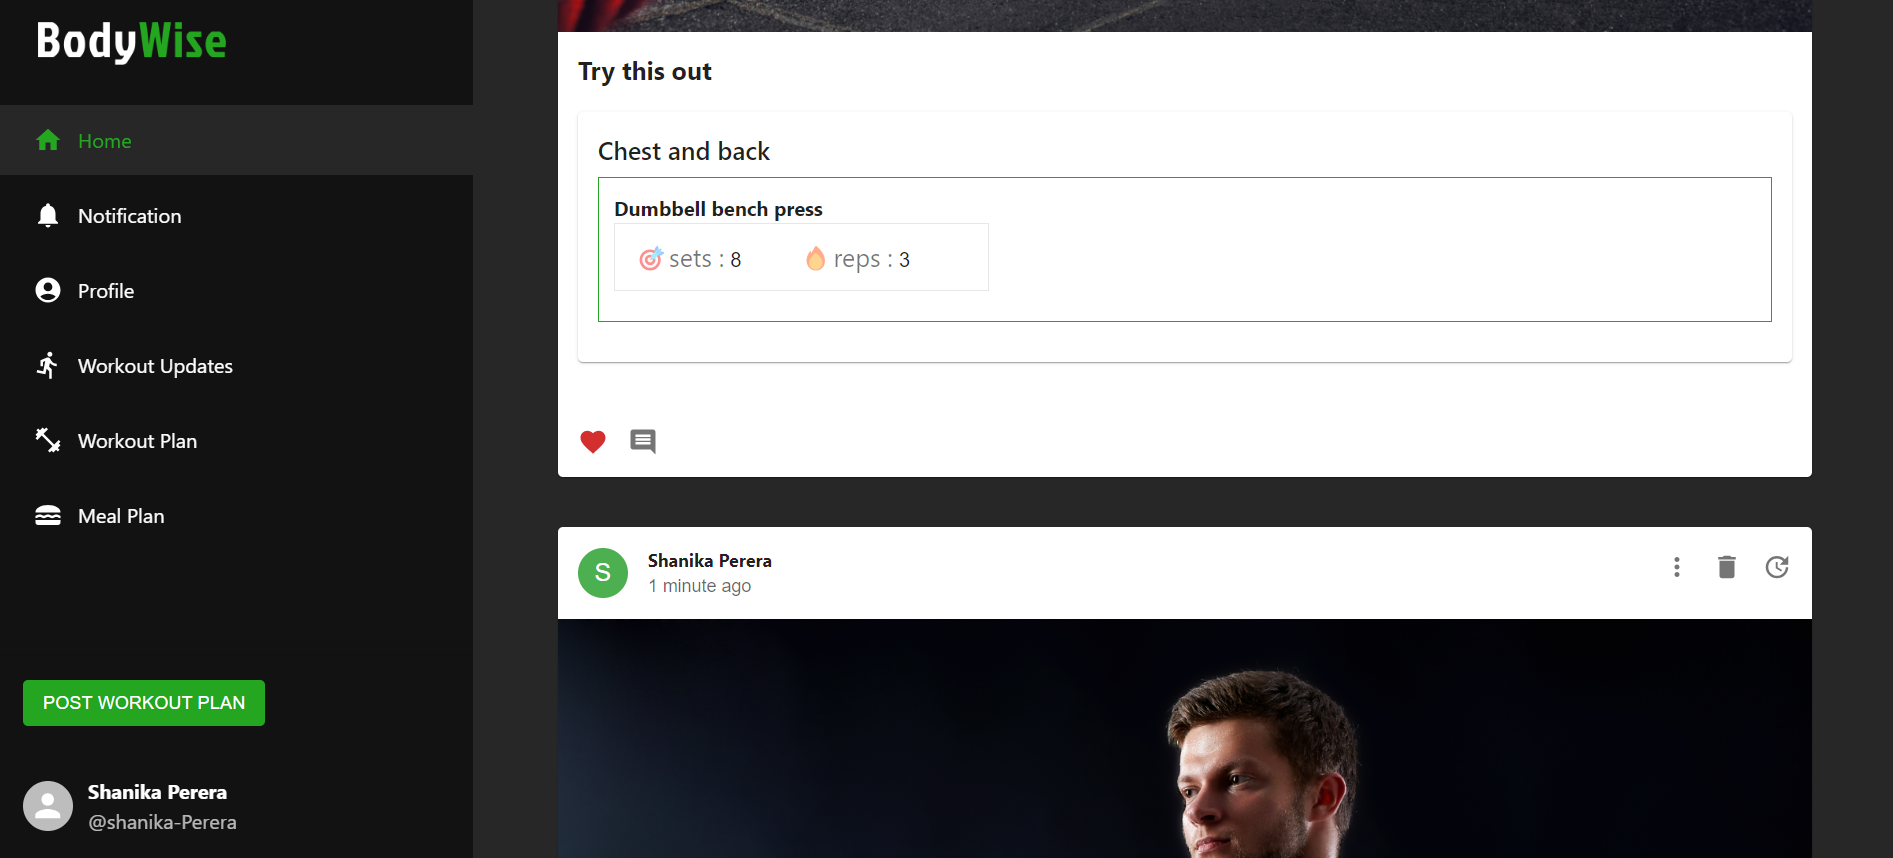 BodyWise
Home
Notification
Profile
Workout Updates
Workout Plan
Meal Plan
POST WORKOUT PLAN
Shanika Perera
@shanika-Perera
Try this out
Chest and back
Dumbbell bench press
sets : 8 reps : 3
S
Shanika Perera
1 minute ago